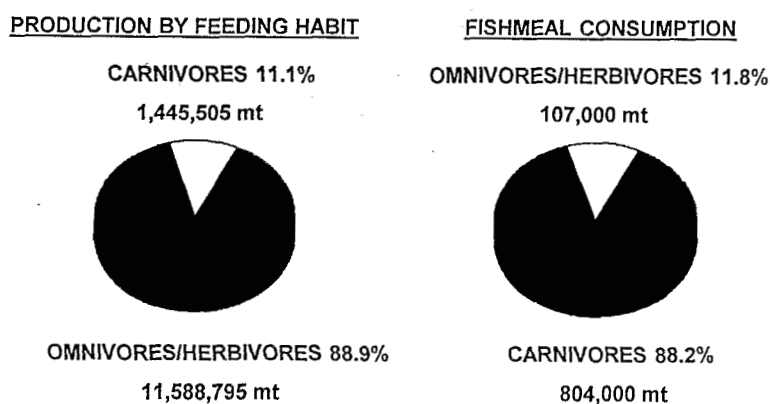 PRODUCTION BY FEEDING HABIT
CARNIVORES 11.1%
1,445,505 mt
OMNIVORES/HERBIVORES 88.9%
11,588,795 mt
FISHMEAL CONSUMPTION
OMNIVORES/HERBIVORES 11.8%
107,000 mt
CARNIVORES 88.2%
804,000 mt